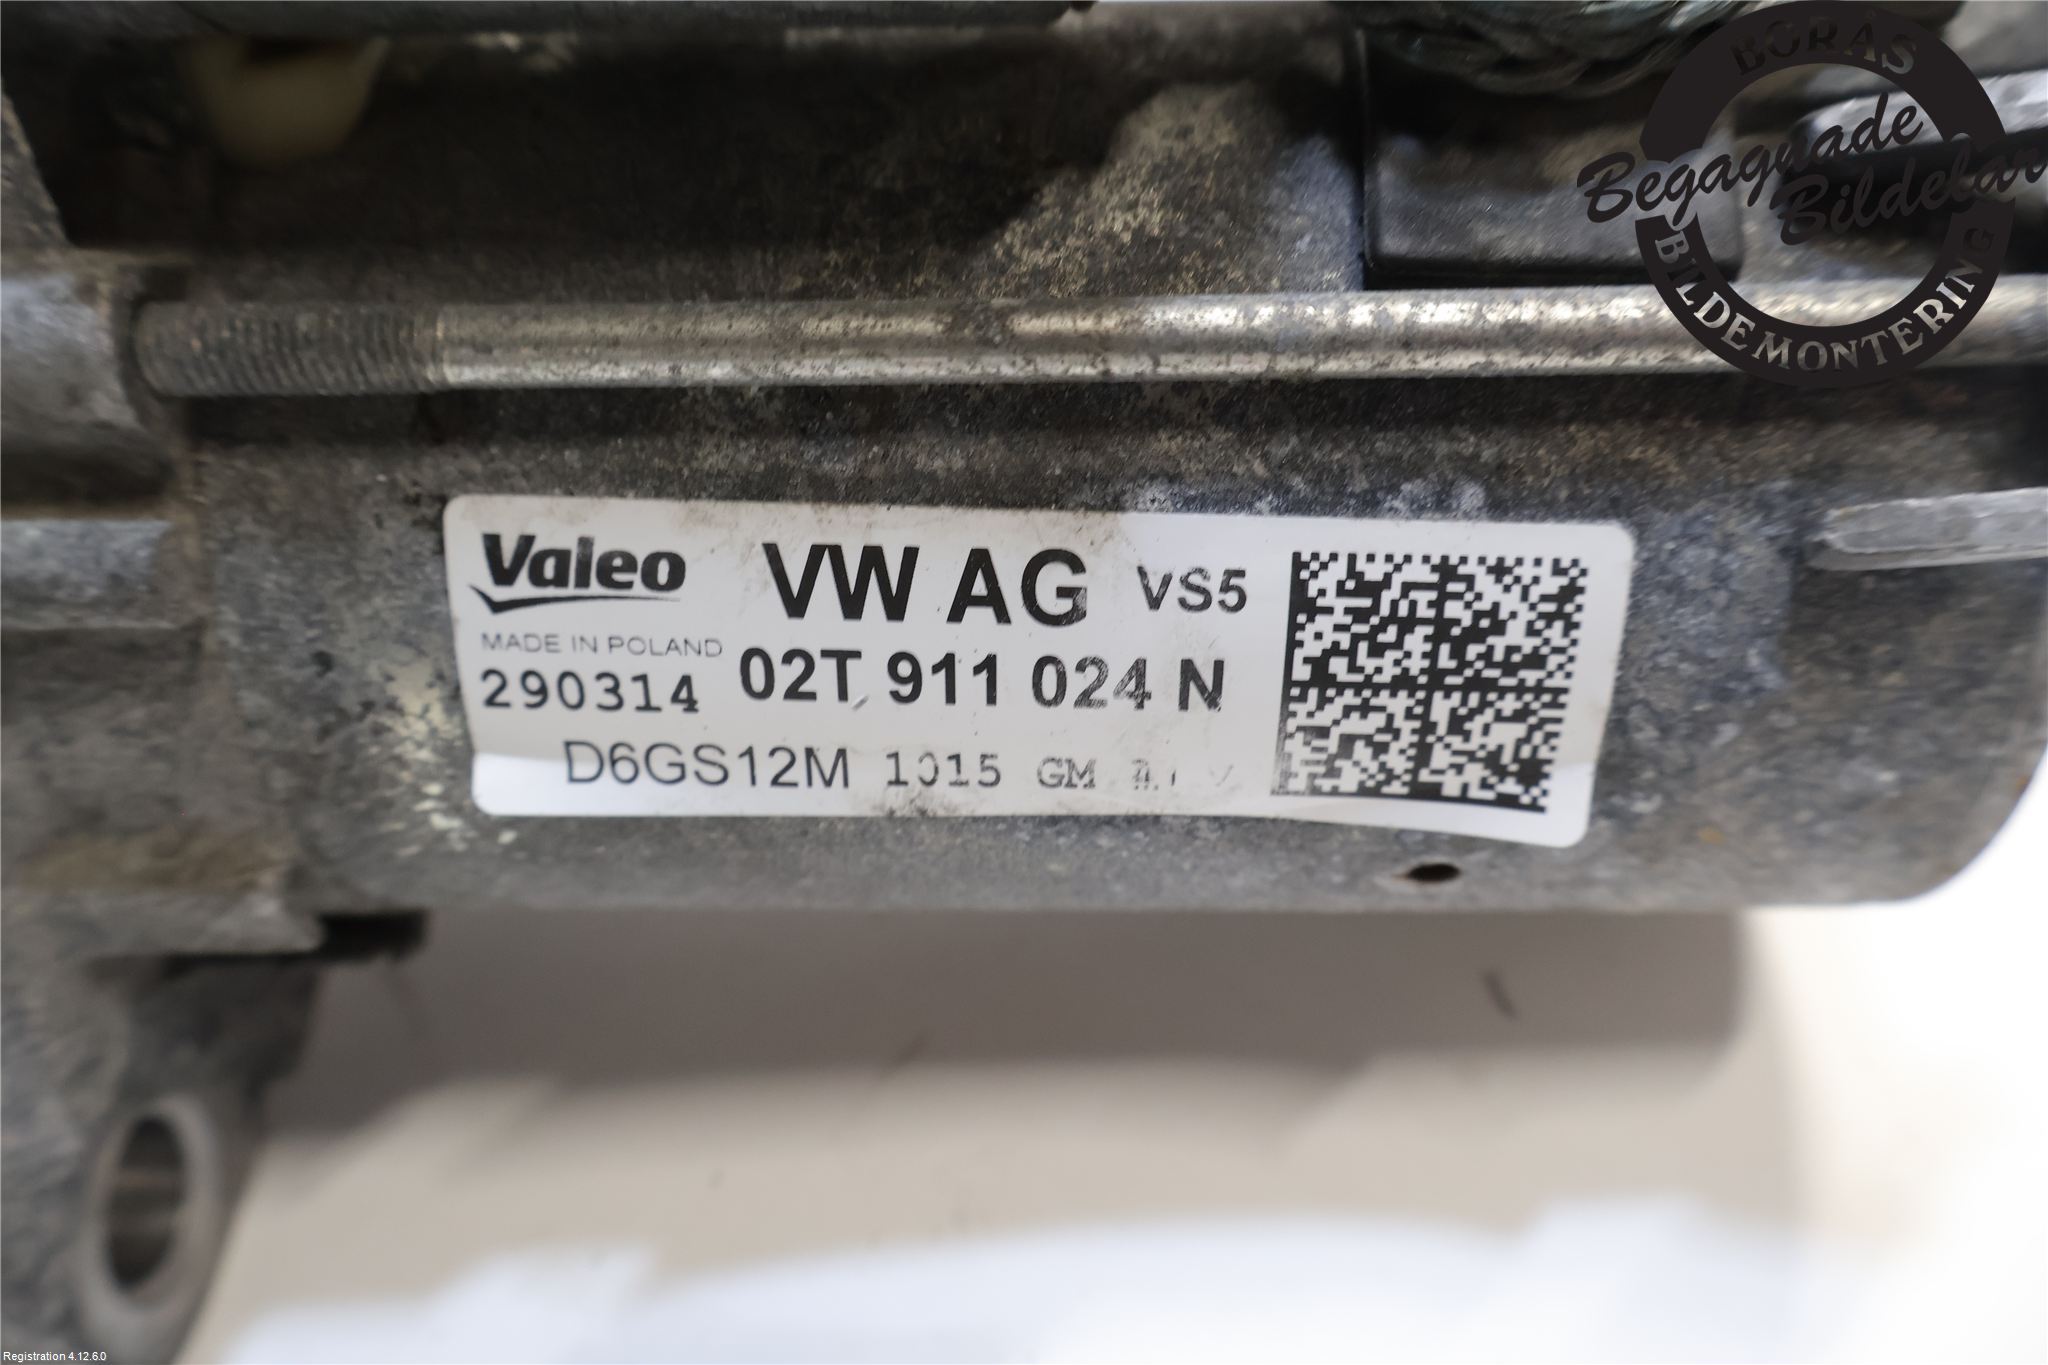 BORÅS
Begagnade
Bildelar
BILDEMONTERING
Valeo VW AG VS5
MADE IN POLAND
290314 02T 911 024 N
D6GS12M 1015 GM
Registration 4.12.6.0